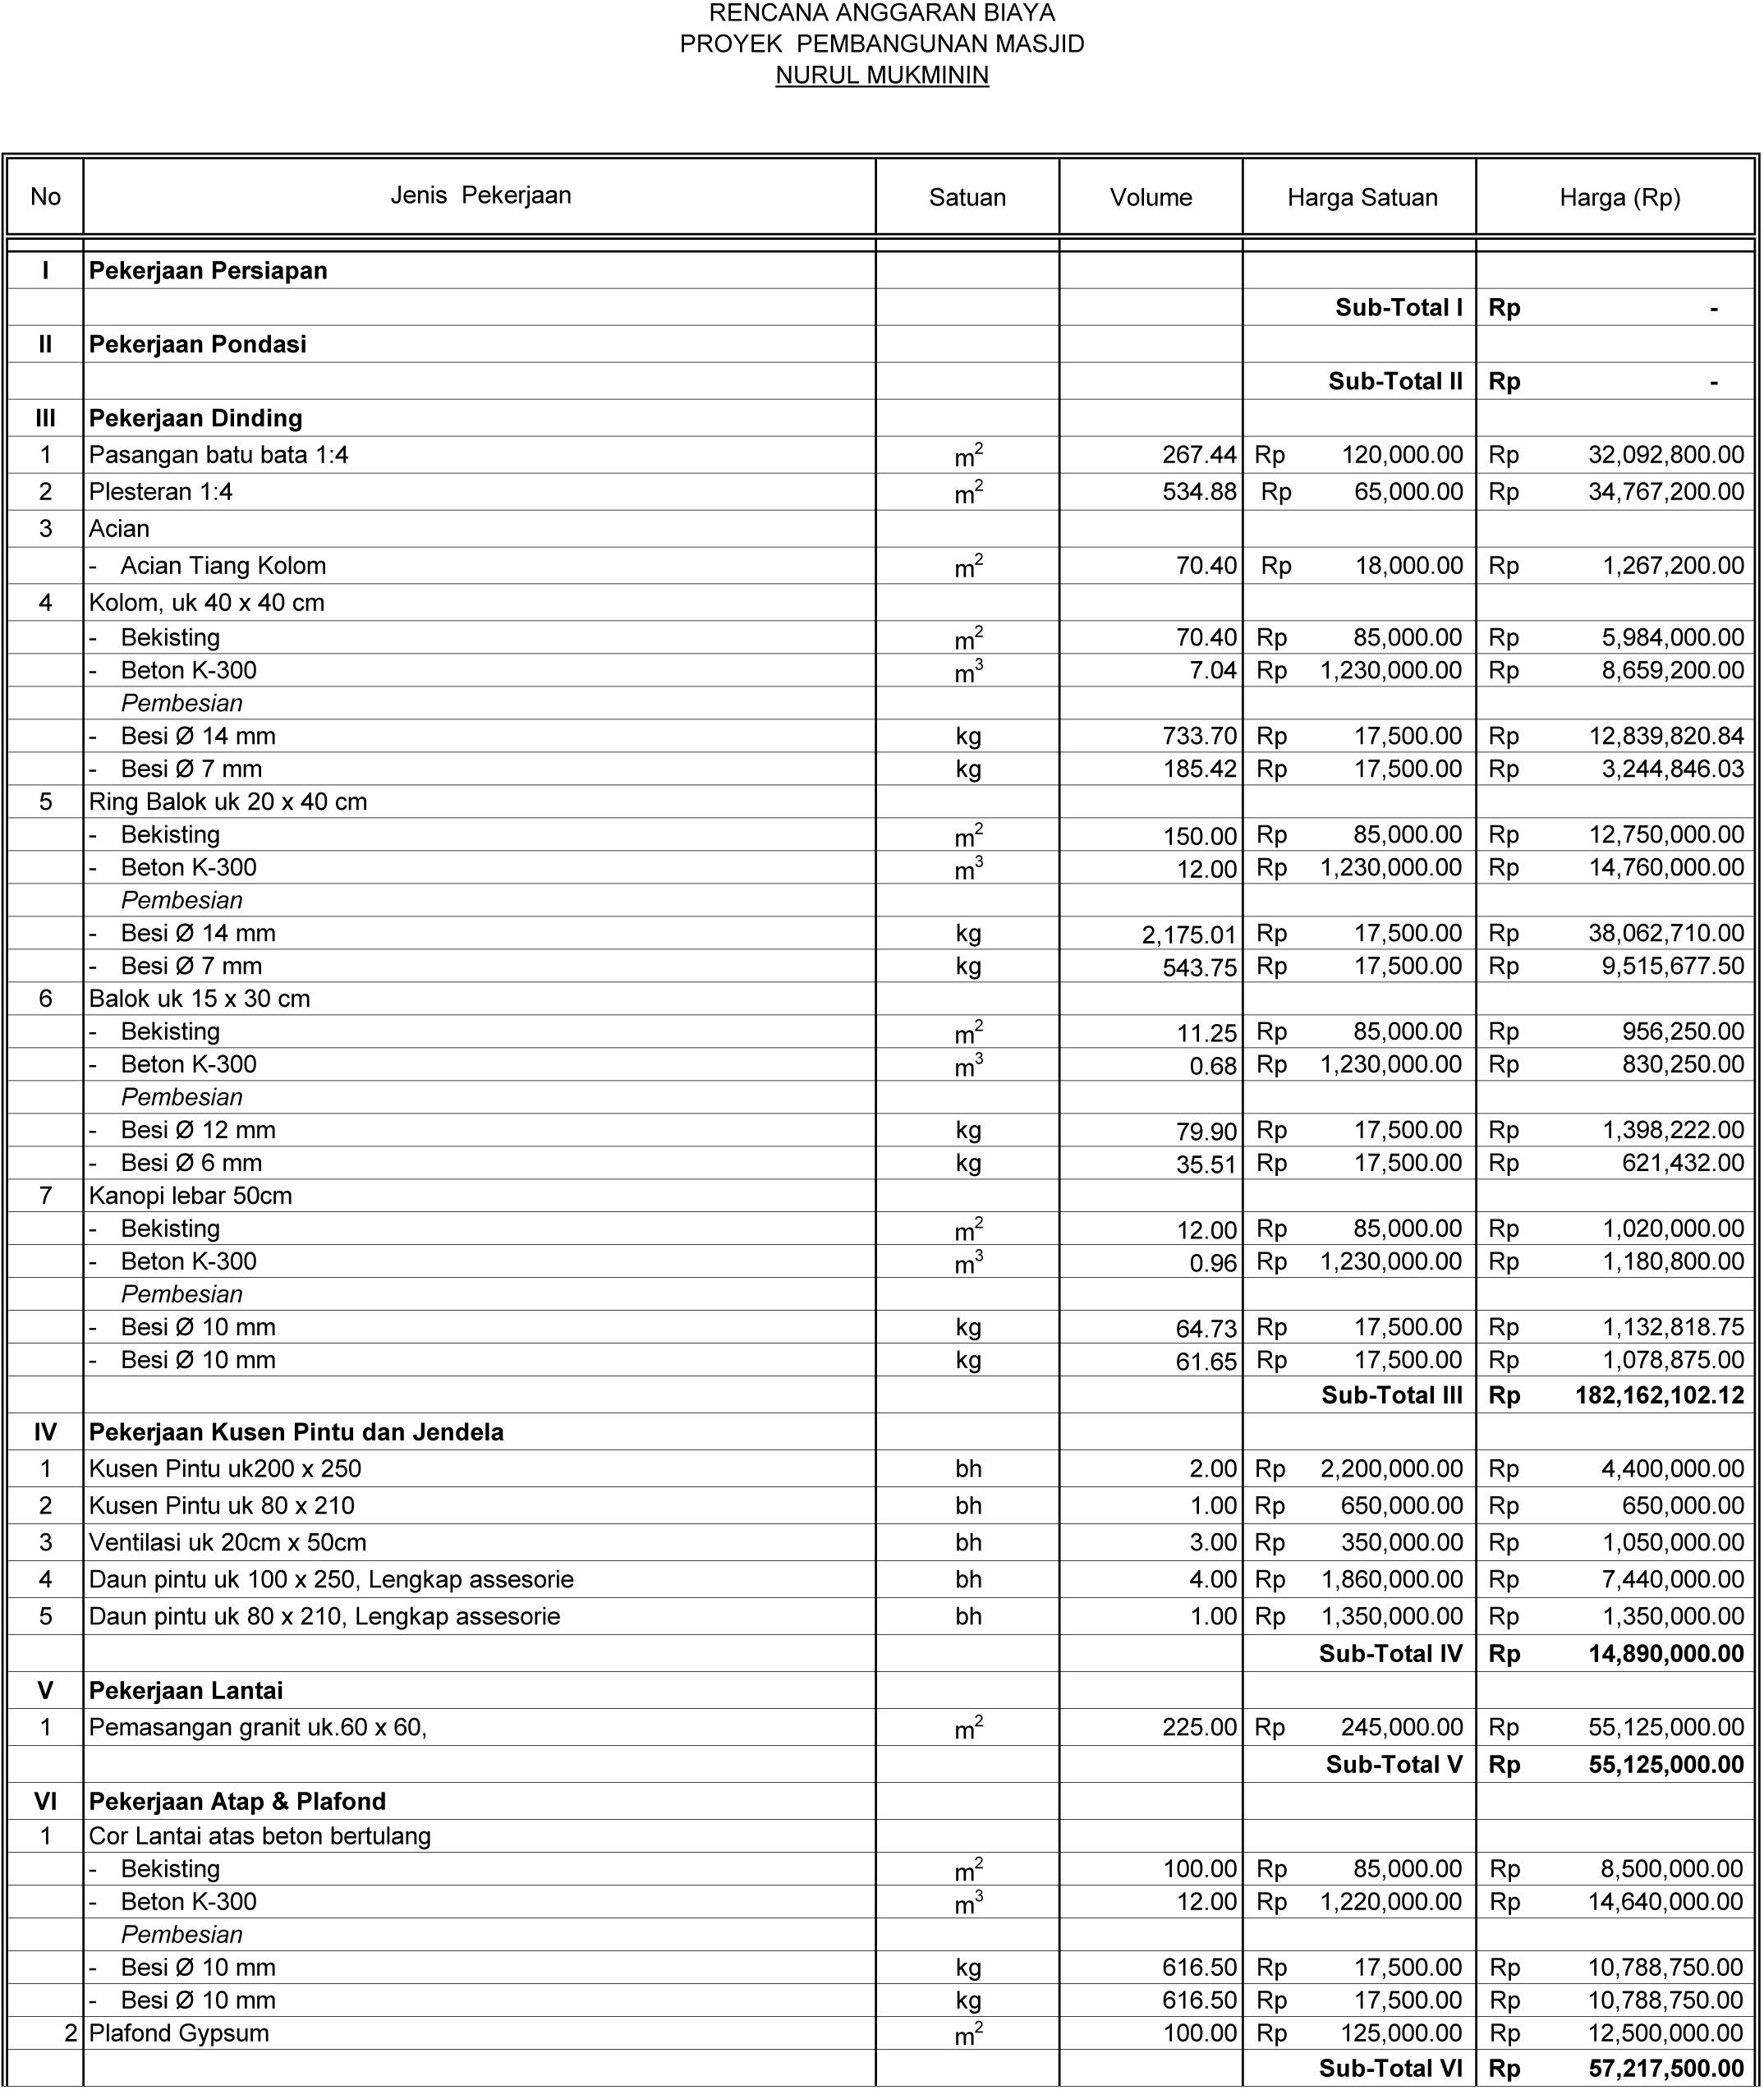 RENCANA ANGGARAN BIAYA
PROYEK PEMBANGUNAN MASJID
NURUL MUKMININ
No Jenis Pekerjaan Satuan Volume Harga Satuan Harga (Rp)
I Pekerjaan Persiapan
Sub-Total I Rp -
II Pekerjaan Pondasi
Sub-Total II Rp -
III Pekerjaan Dinding
1 Pasangan batu bata 1:4 m² 267.44 Rp 120,000.00 Rp 32,092,800.00
2 Plesteran 1:4 m² 534.88 Rp 65,000.00 Rp 34,767,200.00
3 Acian
- Acian Tiang Kolom m² 70.40 Rp 18,000.00 Rp 1,267,200.00
4 Kolom, uk 40 x 40 cm
- Bekisting m² 70.40 Rp 85,000.00 Rp 5,984,000.00
- Beton K-300 m³ 7.04 Rp 1,230,000.00 Rp 8,659,200.00
Pembesian
- Besi Ø 14 mm kg 733.70 Rp 17,500.00 Rp 12,839,820.84
- Besi Ø 7 mm kg 185.42 Rp 17,500.00 Rp 3,244,846.03
5 Ring Balok uk 20 x 40 cm
- Bekisting m² 150.00 Rp 85,000.00 Rp 12,750,000.00
- Beton K-300 m³ 12.00 Rp 1,230,000.00 Rp 14,760,000.00
Pembesian
- Besi Ø 14 mm kg 2,175.01 Rp 17,500.00 Rp 38,062,710.00
- Besi Ø 7 mm kg 543.75 Rp 17,500.00 Rp 9,515,677.50
6 Balok uk 15 x 30 cm
- Bekisting m² 11.25 Rp 85,000.00 Rp 956,250.00
- Beton K-300 m³ 0.68 Rp 1,230,000.00 Rp 830,250.00
Pembesian
- Besi Ø 12 mm kg 79.90 Rp 17,500.00 Rp 1,398,222.00
- Besi Ø 6 mm kg 35.51 Rp 17,500.00 Rp 621,432.00
7 Kanopi lebar 50cm
- Bekisting m² 12.00 Rp 85,000.00 Rp 1,020,000.00
- Beton K-300 m³ 0.96 Rp 1,230,000.00 Rp 1,180,800.00
Pembesian
- Besi Ø 10 mm kg 64.73 Rp 17,500.00 Rp 1,132,818.75
- Besi Ø 10 mm kg 61.65 Rp 17,500.00 Rp 1,078,875.00
Sub-Total III Rp 182,162,102.12
IV Pekerjaan Kusen Pintu dan Jendela
1 Kusen Pintu uk200 x 250 bh 2.00 Rp 2,200,000.00 Rp 4,400,000.00
2 Kusen Pintu uk 80 x 210 bh 1.00 Rp 650,000.00 Rp 650,000.00
3 Ventilasi uk 20cm x 50cm bh 3.00 Rp 350,000.00 Rp 1,050,000.00
4 Daun pintu uk 100 x 250, Lengkap assesorie bh 4.00 Rp 1,860,000.00 Rp 7,440,000.00
5 Daun pintu uk 80 x 210, Lengkap assesorie bh 1.00 Rp 1,350,000.00 Rp 1,350,000.00
Sub-Total IV Rp 14,890,000.00
V Pekerjaan Lantai
1 Pemasangan granit uk.60 x 60, m² 225.00 Rp 245,000.00 Rp 55,125,000.00
Sub-Total V Rp 55,125,000.00
VI Pekerjaan Atap & Plafond
1 Cor Lantai atas beton bertulang
- Bekisting m² 100.00 Rp 85,000.00 Rp 8,500,000.00
- Beton K-300 m³ 12.00 Rp 1,220,000.00 Rp 14,640,000.00
Pembesian
- Besi Ø 10 mm kg 616.50 Rp 17,500.00 Rp 10,788,750.00
- Besi Ø 10 mm kg 616.50 Rp 17,500.00 Rp 10,788,750.00
2 Plafond Gypsum m² 100.00 Rp 125,000.00 Rp 12,500,000.00
Sub-Total VI Rp 57,217,500.00